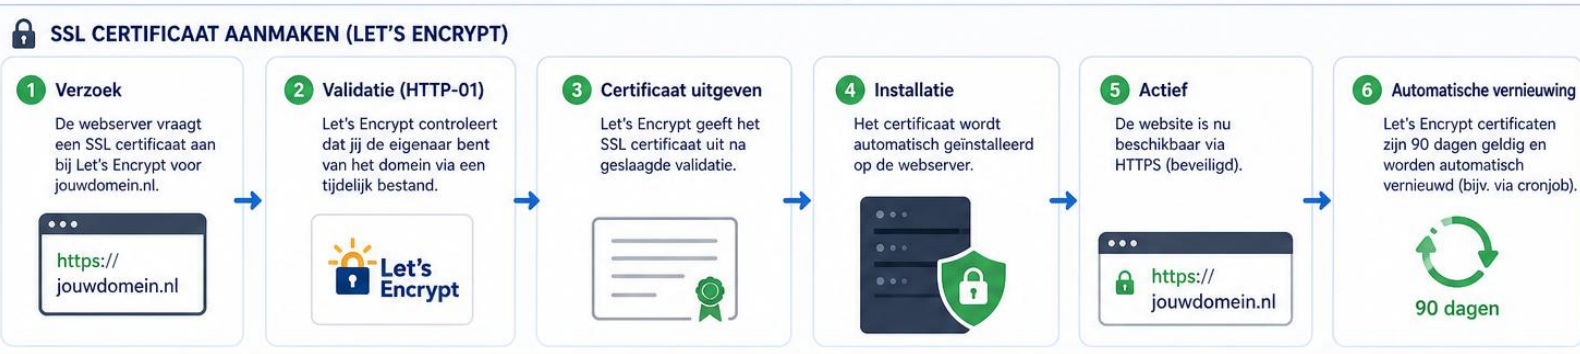 SSL CERTIFICAAT AANMAKEN (LET'S ENCRYPT)
1 Verzoek
De webserver vraagt
een SSL certificaat aan
bij Let's Encrypt voor
jouwdomein.nl.
https://
jouwdomein.nl
2 Validatie (HTTP-01)
Let's Encrypt controleert
dat jij de eigenaar bent
van het domein via een
tijdelijk bestand.
Let's
Encrypt
3 Certificaat uitgeven
Let's Encrypt geeft het
SSL certificaat uit na
geslaagde validatie.
4 Installatie
Het certificaat wordt
automatisch geïnstalleerd
op de webserver.
5 Actief
De website is nu
beschikbaar via
HTTPS (beveiligd).
https://
jouwdomein.nl
6 Automatische vernieuwing
Let's Encrypt certificaten
zijn 90 dagen geldig en
worden automatisch
vernieuwd (bijv. via cronjob).
90 dagen